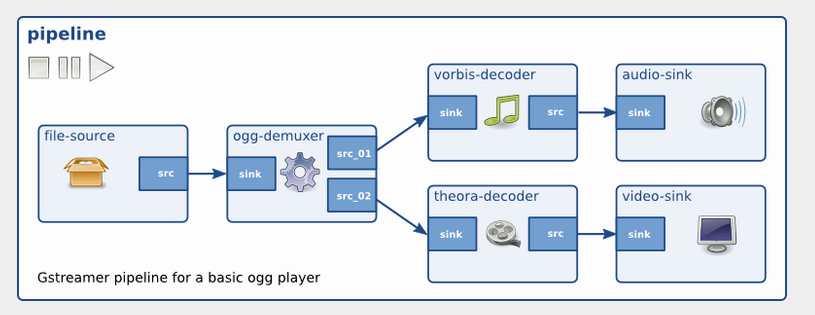 pipeline
file-source
src
ogg-demuxer
sink
src_01
src_02
vorbis-decoder
sink
src
audio-sink
sink
theora-decoder
sink
src
video-sink
sink
Gstreamer pipeline for a basic ogg player